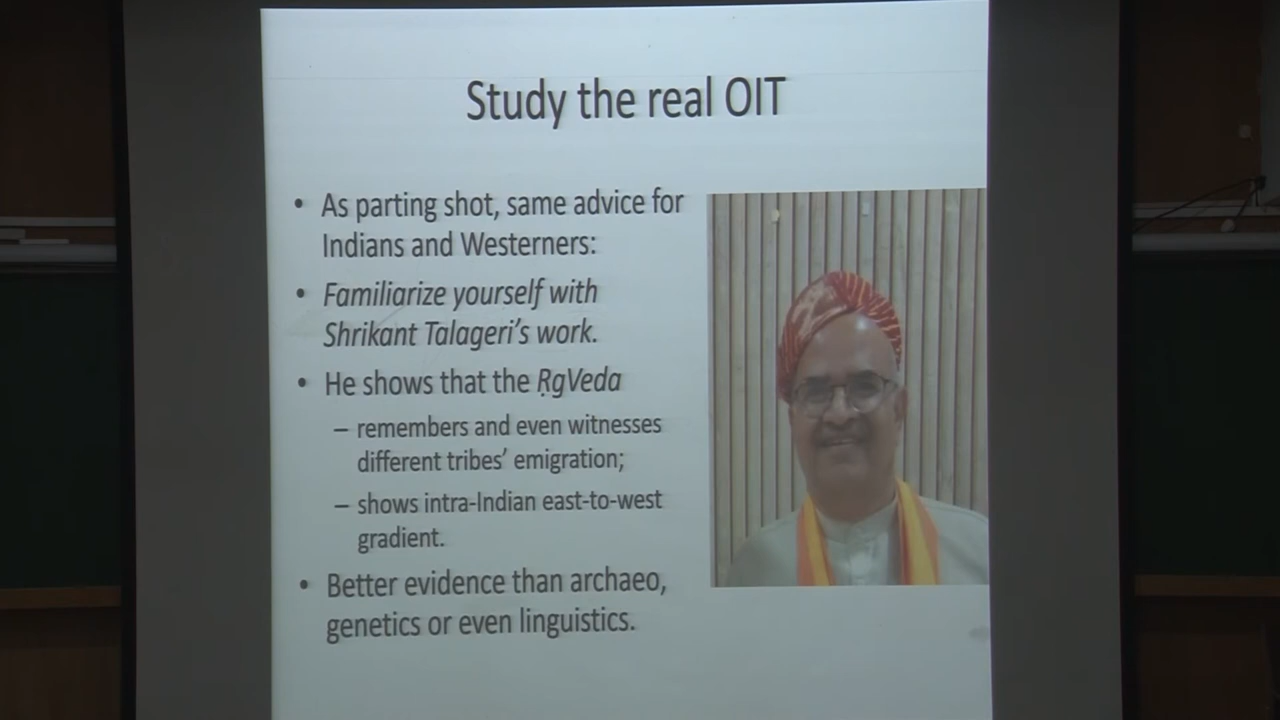 Study the real OIT
• As parting shot, same advice for
Indians and Westerners:
• Familiarize yourself with
Shrikant Talageri's work.
• He shows that the ṚgVeda
– remembers and even witnesses
different tribes' emigration;
– shows intra-Indian east-to-west
gradient.
• Better evidence than archaeo,
genetics or even linguistics.